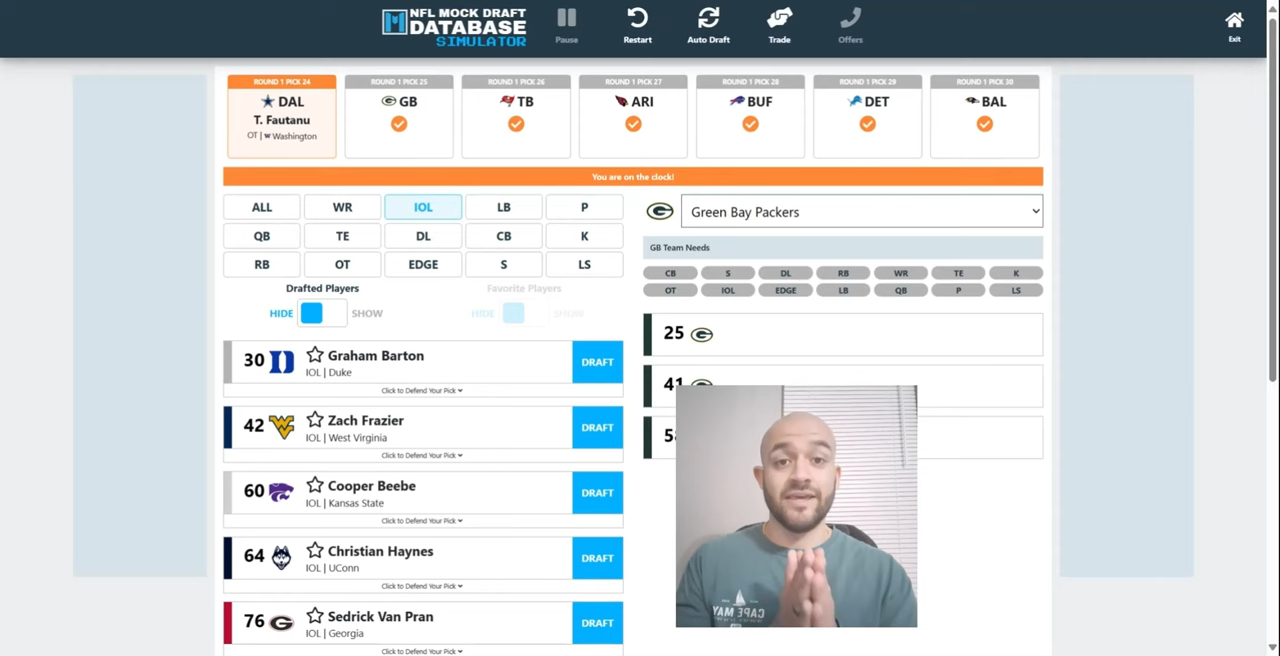 NFL MOCK DRAFT
DATABASE
SIMULATOR
Pause
Restart
Auto Draft
Trade
Offers
Exit
ROUND 1 PICK 24
DAL
T. Fautanu
OT | W Washington
ROUND 1 PICK 25
GB
ROUND 1 PICK 26
TB
ROUND 1 PICK 27
ARI
ROUND 1 PICK 28
BUF
ROUND 1 PICK 29
DET
ROUND 1 PICK 30
BAL
You are on the clock!
ALL WR IOL LB P
QB TE DL CB K
RB OT EDGE S LS
Drafted Players
HIDE SHOW
Favorite Players
HIDE SHOW
30 Graham Barton DRAFT
IOL | Duke
Click to Defend Your Pick
42 Zach Frazier DRAFT
IOL | West Virginia
Click to Defend Your Pick
60 Cooper Beebe DRAFT
IOL | Kansas State
Click to Defend Your Pick
64 Christian Haynes DRAFT
IOL | UConn
Click to Defend Your Pick
76 Sedrick Van Pran DRAFT
IOL | Georgia
Click to Defend Your Pick
Green Bay Packers
GB Team Needs
CB S DL RB WR TE K
OT IOL EDGE LB QB P LS
25
41
CAPE MAY